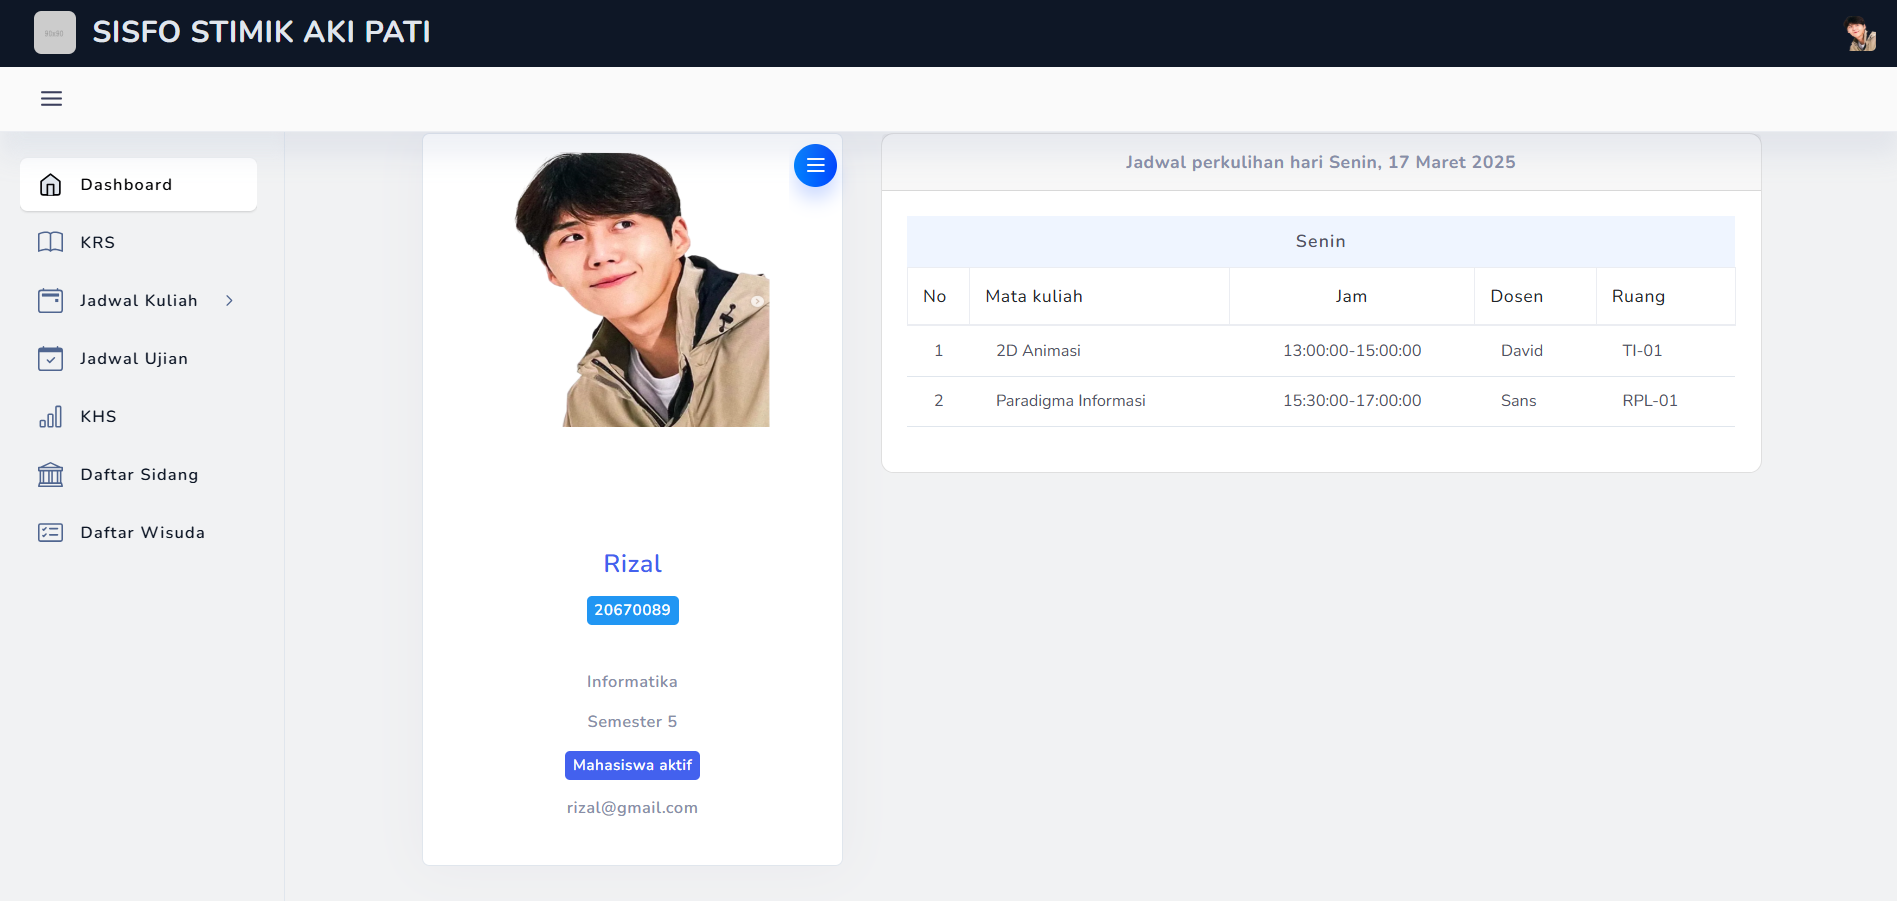 SISFO STIMIK AKI PATI
Dashboard
KRS
Jadwal Kuliah
Jadwal Ujian
KHS
Daftar Sidang
Daftar Wisuda
Rizal
20670089
Informatika
Semester 5
Mahasiswa aktif
rizal@gmail.com
Jadwal perkulihan hari Senin, 17 Maret 2025
Senin
No Mata kuliah Jam Dosen Ruang
1 2D Animasi 13:00:00-15:00:00 David TI-01
2 Paradigma Informasi 15:30:00-17:00:00 Sans RPL-01